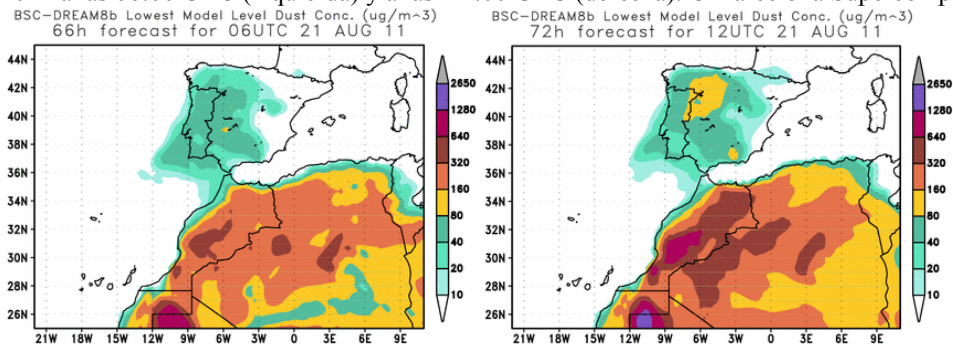 BSC-DREAM8b Lowest Model Level Dust Conc. (ug/m^3)
66h forecast for 06UTC 21 AUG 11
44N
42N
40N
38N
36N
34N
32N
30N
28N
26N
21W 18W 15W 12W 9W 6W 3W 0 3E 6E 9E
2650
1280
640
320
160
80
40
20
10
BSC-DREAM8b Lowest Model Level Dust Conc. (ug/m^3)
72h forecast for 12UTC 21 AUG 11
44N
42N
40N
38N
36N
34N
32N
30N
28N
26N
21W 18W 15W 12W 9W 6W 3W 0 3E 6E 9E
2650
1280
640
320
160
80
40
20
10